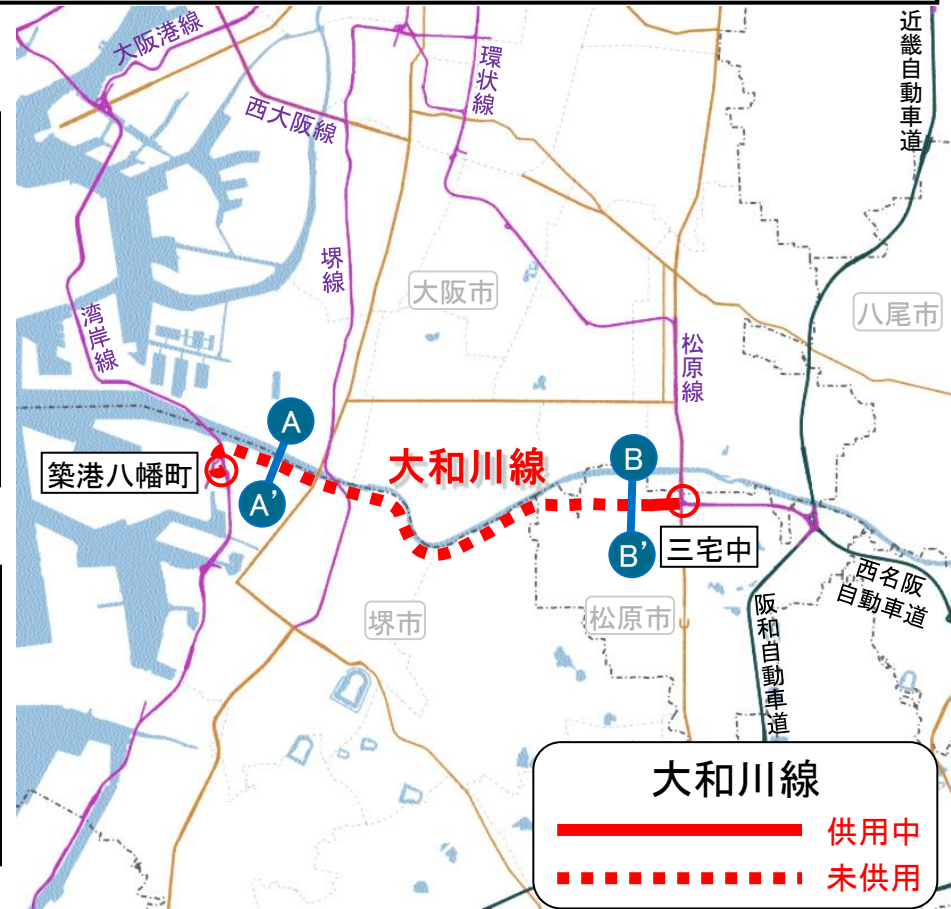 近畿自動車道
大阪港線
環状線
西大阪線
堺線
大阪市
八尾市
湾岸線
松原線
A
B
大和川線
築港八幡町
A’
B’
三宅中
西名阪
自動車道
阪和自動車道
堺市
松原市
大和川線
供用中
未供用